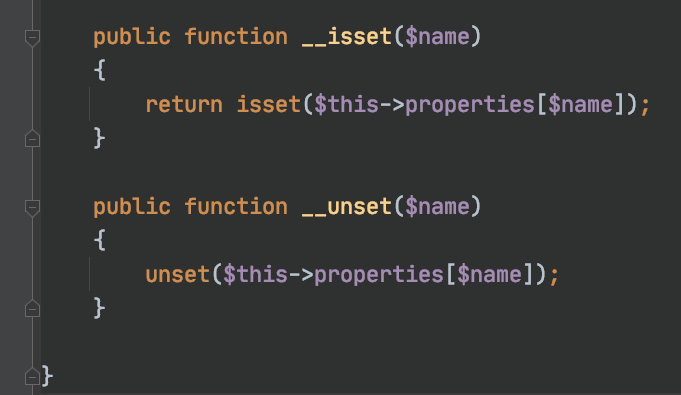 public function __isset($name)
{
return isset($this->properties[$name]);
}
public function __unset($name)
{
unset($this->properties[$name]);
}
}